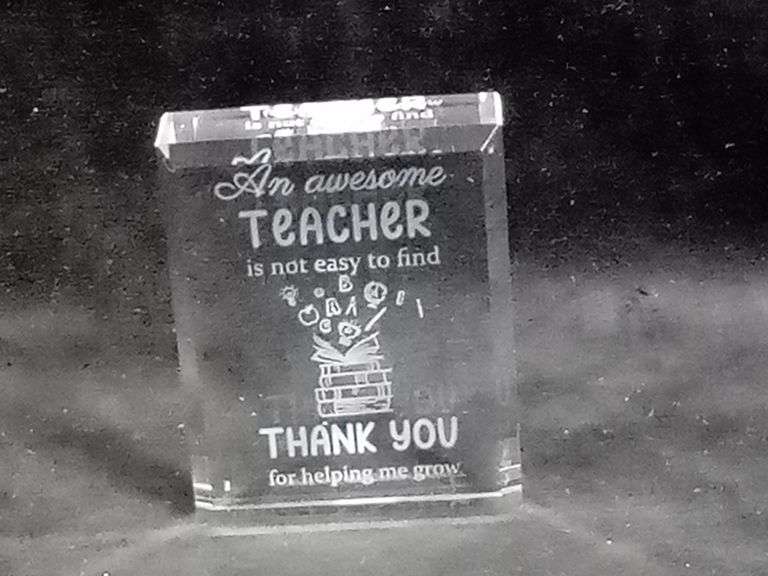 An awesome
TEACHER
is not easy to find
THANK YOU
for helping me grow